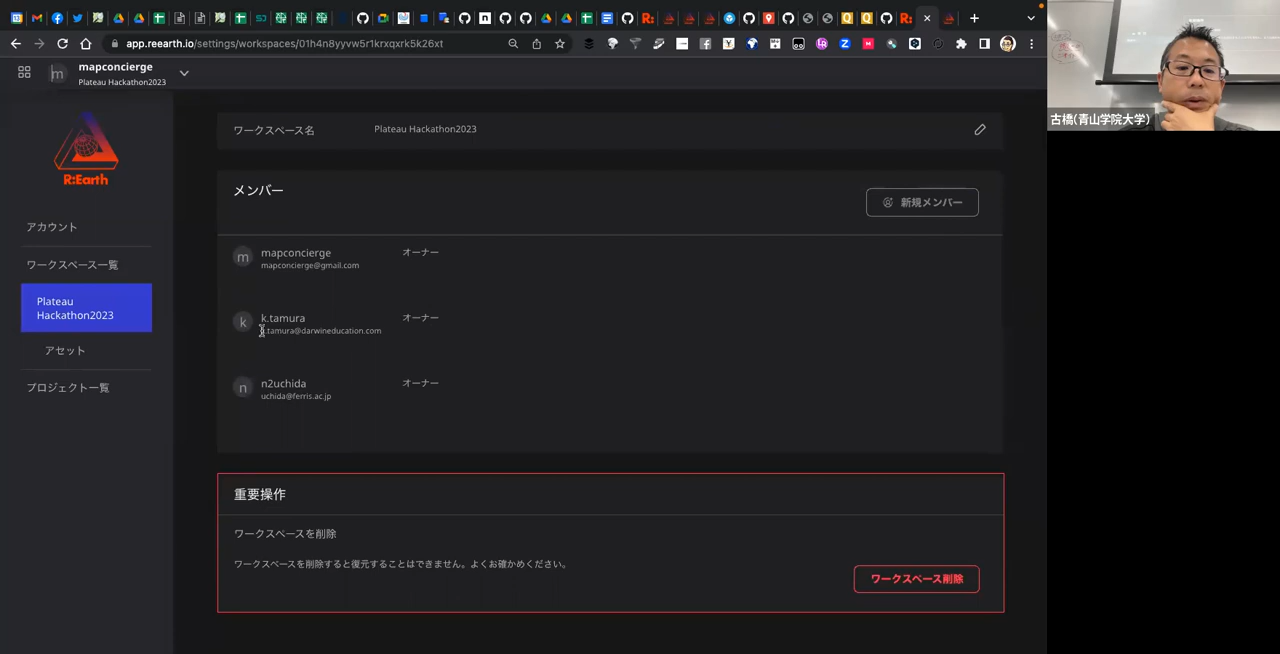 app.reearth.io/settings/workspaces/01h4n8yyvw5r1krxqxrk5k26xt
mapconcierge
Plateau Hackathon2023
R:Earth
アカウント
ワークスペース一覧
Plateau
Hackathon2023
アセット
プロジェクト一覧
ワークスペース名
Plateau Hackathon2023
メンバー
新規メンバー
m
mapconcierge
オーナー
mapconcierge@gmail.com
k
k.tamura
オーナー
k.tamura@darwineducation.com
n
n2uchida
オーナー
uchida@ferris.ac.jp
重要操作
ワークスペースを削除
ワークスペースを削除すると復元することはできません。よくお確かめください。
ワークスペース削除
古橋(青山学院大学)